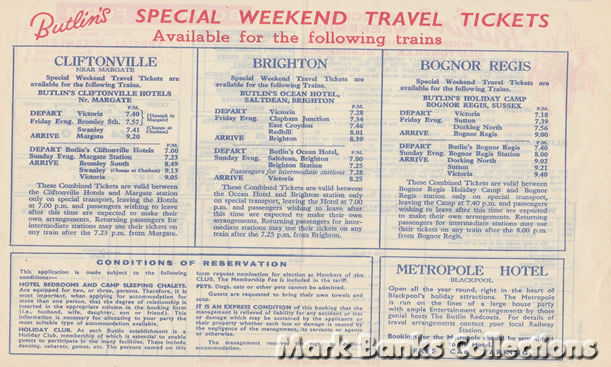 Butlin's SPECIAL WEEKEND TRAVEL TICKETS
Available for the following trains
CLIFTONVILLE
NEAR MARGATE
Special Weekend Travel Tickets are
available for the following Trains.
BUTLIN'S CLIFTONVILLE HOTELS
Nr. MARGATE
P.M.
DEPART Victoria 7.40 (Through to
Friday Evng. Bromley Sth. 7.57 Margate)
Swanley 7.41 (Change at
ARRIVE Margate 9.20 Chatham)
DEPART Butlin's Cliftonville Hotels 7.00
Sunday Evng. Margate Station 7.23
ARRIVE Bromley South 8.49
Swanley (Change at Chatham) 9.13
Victoria 9.05
These Combined Tickets are valid between
the Cliftonville Hotels and Margate station
only on special transport, leaving the Hotels
at 7.00 p.m. and passengers wishing to leave
after this time are expected to make their
own arrangements. Returning passengers for
intermediate stations may use their tickets on
any train after the 7.23 p.m. from Margate.
BRIGHTON
Special Weekend Travel Tickets are
available for the following Trains.
BUTLIN'S OCEAN HOTEL,
SALTDEAN, BRIGHTON
P.M.
DEPART Victoria 7.28
Friday Evng. Clapham Junction 7.34
East Croydon 7.46
Redhill 8.01
ARRIVE Brighton 8.39
DEPART Butlin's Ocean Hotel,
Sunday Evng. Saltdean, Brighton 7.00
Brighton Station 7.25
Passengers for intermediate stations 7.28
ARRIVE Victoria 8.25
These Combined Tickets are valid between
the Ocean Hotel and Brighton station only on
special transport, leaving the Hotel at 7.00
p.m. and passengers wishing to leave after
this time are expected to make their own
arrangements. Returning passengers for inter-
mediate stations may use their tickets on any
train after the 7.25 p.m. from Brighton.
BOGNOR REGIS
Special Weekend Travel Tickets are
available for the following Trains.
BUTLIN'S HOLIDAY CAMP
BOGNOR REGIS, SUSSEX
P.M.
DEPART Victoria 7.18
Friday Evng. Sutton 7.39
Dorking North 7.56
ARRIVE Bognor Regis 9.00
DEPART Butlin's Bognor Regis 7.40
Sunday Evng. Bognor Regis Station 8.00
ARRIVE Dorking North 9.02
Sutton 9.21
Victoria 9.40
These Combined Tickets are valid between
Bognor Regis Holiday Camp and Bognor
Regis station only on special transport,
leaving the Camp at 7.40 p.m. and passengers
wishing to leave after this time are expected to
make their own arrangements. Returning
passengers for intermediate stations may use
their tickets on any train after the 8.00 p.m.
from Bognor Regis.
CONDITIONS OF RESERVATION
This application is made subject to the following
conditions:—
HOTEL BEDROOMS AND CAMP SLEEPING CHALETS.
Are equipped for two, or three, persons. Therefore, it is
most important, when applying for accommodation for
more than one person, that the degree of relationship is
inserted in the appropriate column in the booking form
(i.e., husband, wife, daughter, son or friend). This
information is necessary for allocating to your party the
most suitable type of accommodation available.
HOLIDAY CLUB. At each Butlin establishment is a
Holiday Club, membership of which is essential to enable
guests to participate in the many facilities. These include
dancing, cabarets, games, etc. The persons named on this
form request nomination for election as Members of the
CLUB. The Membership Fee is included in the tariff.
PETS. Dogs, cats or other pets cannot be admitted.
Guests are requested to bring their own towels and
soap.
IT IS AN EXPRESS CONDITION of this booking that the
management is relieved of liability for any accident or loss
or damage which may be sustained by the applicants or
their property whether such loss or damage is caused by
the negligence of the management, its servants or agents
or otherwise.
The management reserves
accommodation.
METROPOLE HOTEL
BLACKPOOL
Open all the year round, right in the heart of
Blackpool's holiday attractions. The Metropole
is run on the lines of a large house party
with ample Entertainment arrangements by those
genial hosts The Butlin Redcoats. For details of
travel arrangements contact your local Railway
Station.
Booking for the Metropole should be
Mark Banks Collections